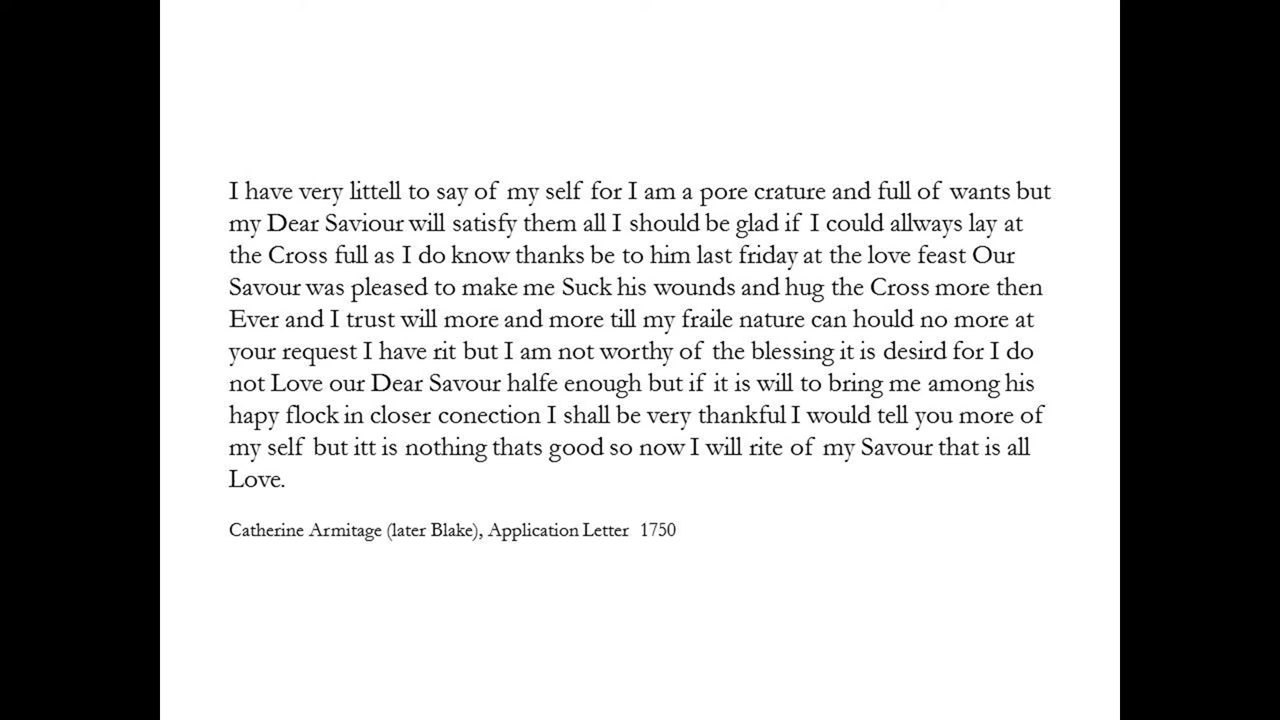 I have very littell to say of my self for I am a pore crature and full of wants but
my Dear Saviour will satisfy them all I should be glad if I could allways lay at
the Cross full as I do know thanks be to him last friday at the love feast Our
Savour was pleased to make me Suck his wounds and hug the Cross more then
Ever and I trust will more and more till my fraile nature can hould no more at
your request I have rit but I am not worthy of the blessing it is desird for I do
not Love our Dear Savour halfe enough but if it is will to bring me among his
hapy flock in closer conection I shall be very thankful I would tell you more of
my self but itt is nothing thats good so now I will rite of my Savour that is all
Love.
Catherine Armitage (later Blake), Application Letter 1750